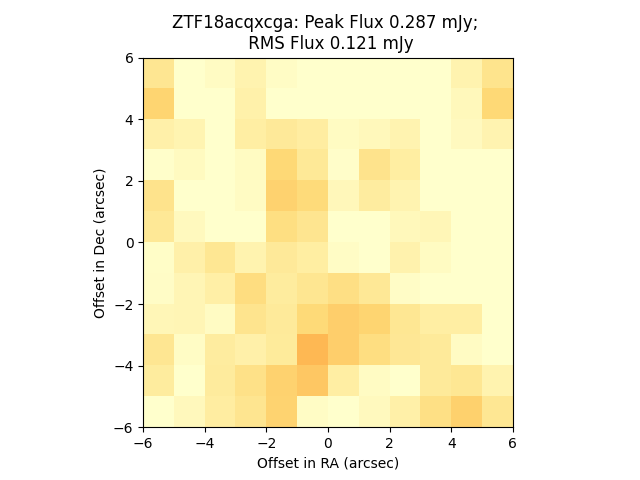 ZTF18acqxcga: Peak Flux 0.287 mJy;
RMS Flux 0.121 mJy
6
4
2
0
−2
−4
−6
Offset in Dec (arcsec)
−6 −4 −2 0 2 4 6
Offset in RA (arcsec)